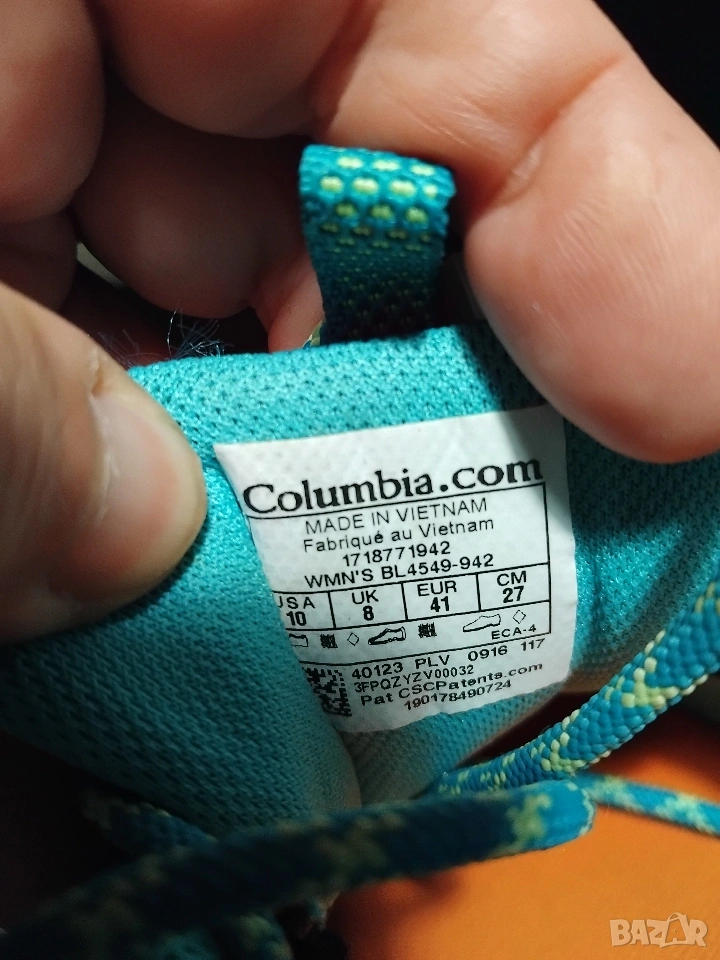 Columbia.com
MADE IN VIETNAM
Fabriqué au Vietnam
1718771942
WMN'S BL4549-942
USA UK EUR CM
10 8 41 27
ECA-4
40123 PLV 0916 117
3FPQZYZV00032
Pat CSCPatents.com
190178490724
BAZAR